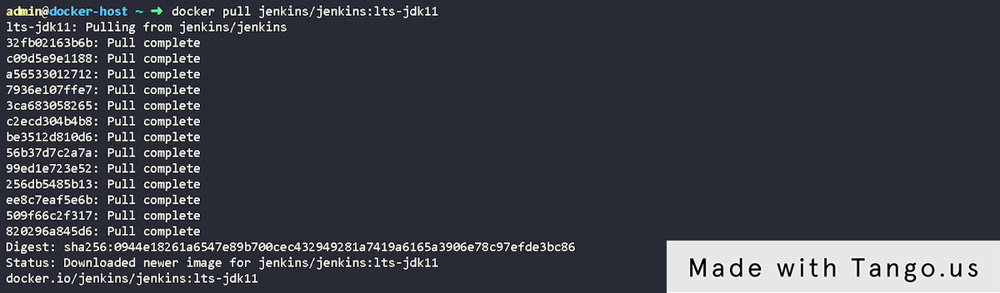 admin@docker-host ~ ➜ docker pull jenkins/jenkins:lts-jdk11
lts-jdk11: Pulling from jenkins/jenkins
32fb02163b6b: Pull complete
c09d5e9e1188: Pull complete
a56533012712: Pull complete
7936e107ffe7: Pull complete
3ca683058265: Pull complete
c2ecd304b4b8: Pull complete
be3512d810d6: Pull complete
56b37d7c2a7a: Pull complete
99ed1e723e52: Pull complete
256db5485b13: Pull complete
ee8c7eaf5e6b: Pull complete
509f66c2f317: Pull complete
820296a845d6: Pull complete
Digest: sha256:0944e18261a6547e89b700cec432949281a7419a6165a3906e78c97efde3bc86
Status: Downloaded newer image for jenkins/jenkins:lts-jdk11
docker.io/jenkins/jenkins:lts-jdk11
Made with Tango.us